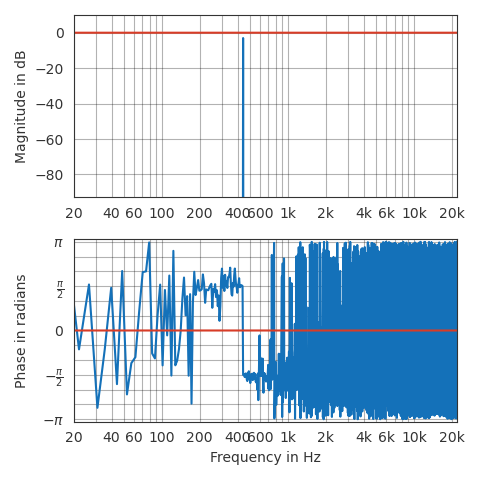 Magnitude in dB
0
−20
−40
−60
−80
20 40 60 100 200 400 600 1k 2k 4k 6k 10k 20k
Phase in radians
π
π/2
0
−π/2
−π
20 40 60 100 200 400 600 1k 2k 4k 6k 10k 20k
Frequency in Hz